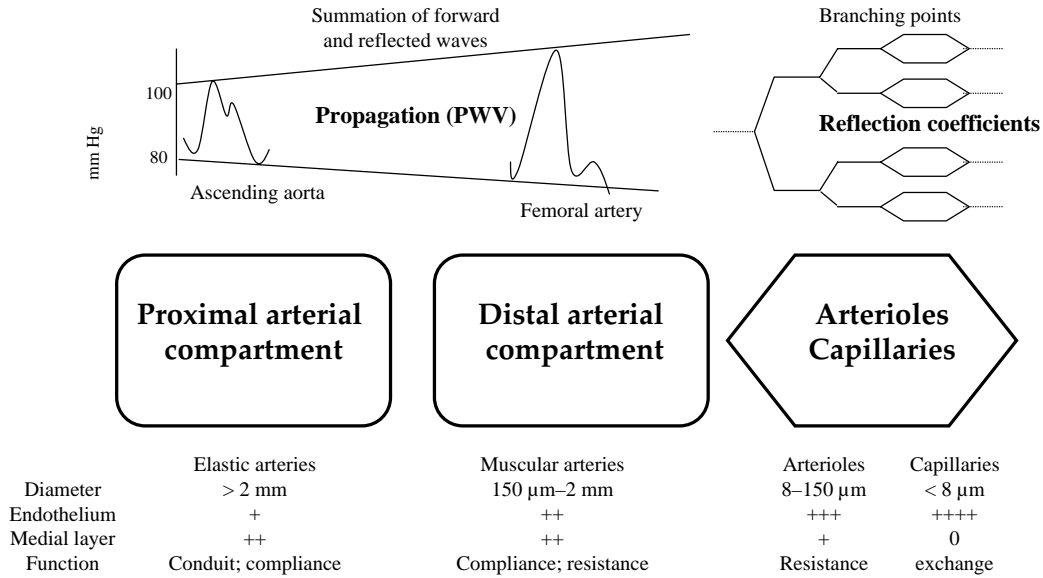 Summation of forward
and reflected waves
Branching points
100
80
mm Hg
Propagation (PWV)
Reflection coefficients
Ascending aorta
Femoral artery
Proximal arterial
compartment
Distal arterial
compartment
Arterioles
Capillaries
Elastic arteries Muscular arteries Arterioles Capillaries
Diameter > 2 mm 150 µm–2 mm 8–150 µm < 8 µm
Endothelium + ++ +++ ++++
Medial layer ++ ++ + 0
Function Conduit; compliance Compliance; resistance Resistance exchange